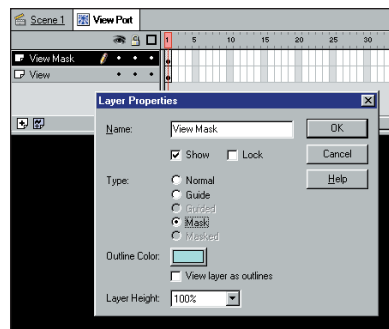 Scene 1 View Port
1 5 10 15 20 25 30
View Mask
View
Layer Properties
Name: View Mask OK
Show Lock Cancel
Type: Normal Help
Guide
Guided
Mask
Masked
Outline Color:
View layer as outlines
Layer Height: 100%